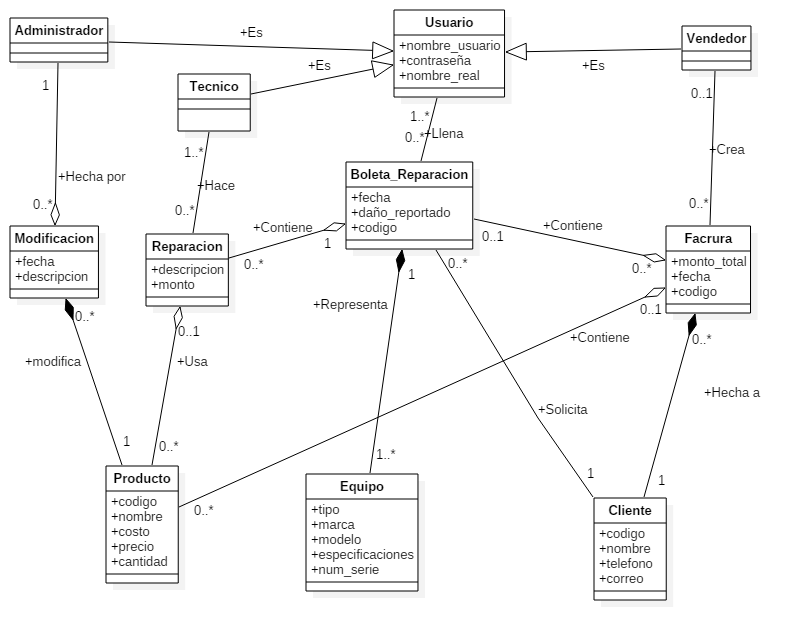 Administrador
+Es
Usuario
+nombre_usuario
+contraseña
+nombre_real
Vendedor
+Es
+Es
Tecnico
1
0..1
1..*
0..*
+Llena
1..*
+Crea
+Hecha por
+Hace
Boleta_Reparacion
+fecha
+daño_reportado
+codigo
0..*
0..*
0..*
Modificacion
+fecha
+descripcion
Reparacion
+descripcion
+monto
+Contiene
1
0..*
0..1
+Contiene
0..*
Facrura
+monto_total
+fecha
+codigo
0..*
0..1
+Representa
1
0..*
0..1
0..*
+Contiene
+modifica
+Usa
+Hecha a
+Solicita
1
0..*
1..*
1
1
0..*
Producto
+codigo
+nombre
+costo
+precio
+cantidad
Equipo
+tipo
+marca
+modelo
+especificaciones
+num_serie
Cliente
+codigo
+nombre
+telefono
+correo